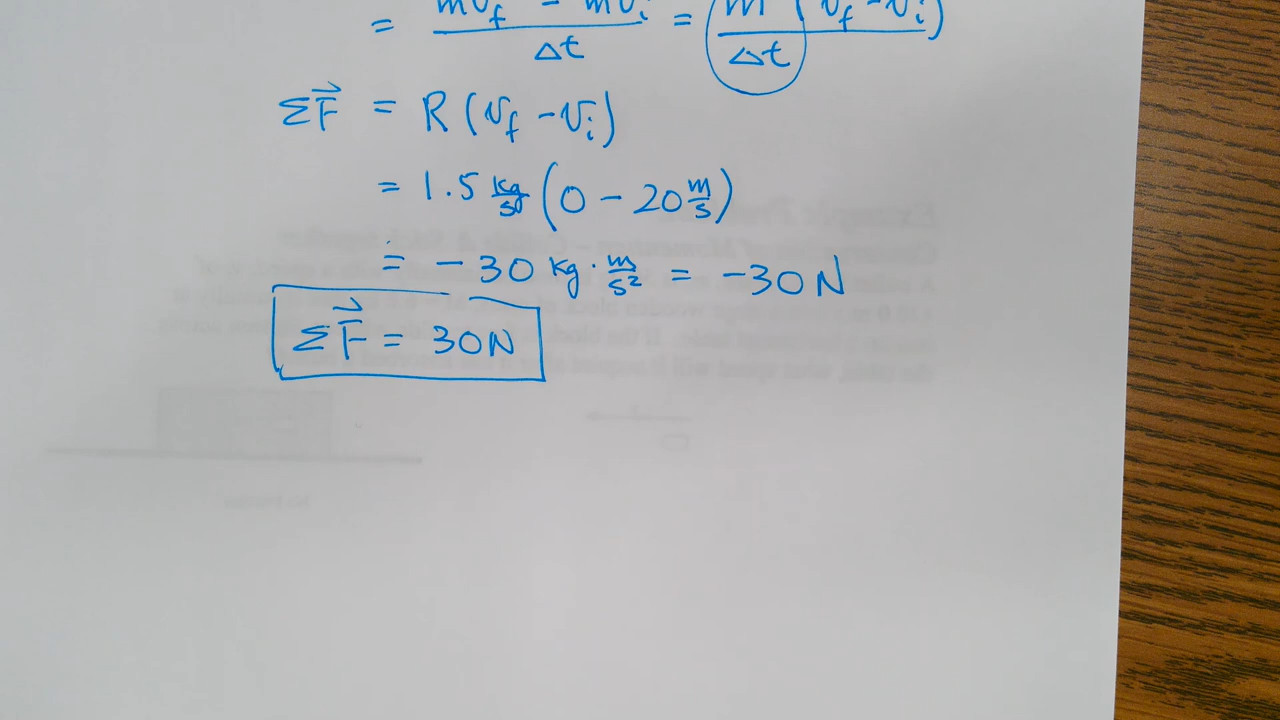 = mv_f - mv_i / Δt = m (v_f - v_i) / Δt
ΣF⃗ = R (v_f - v_i)
= 1.5 kg/s (0 - 20 m/s)
= -30 kg · m/s² = -30 N
ΣF⃗ = 30N